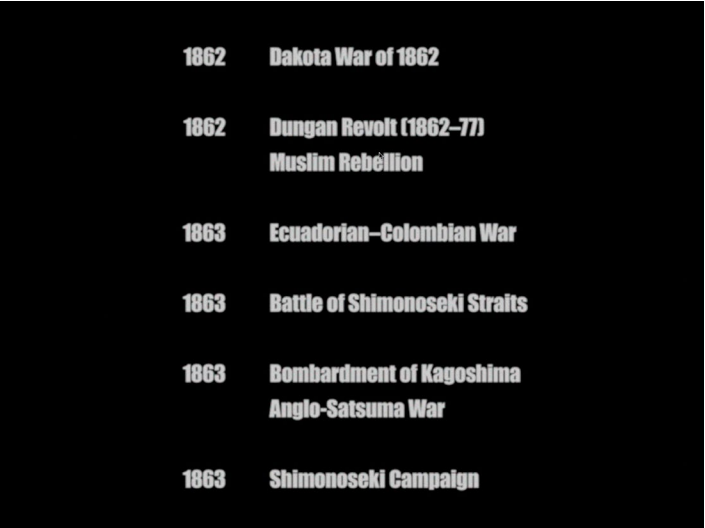 1862 Dakota War of 1862
1862 Dungan Revolt (1862–77)
Muslim Rebellion
1863 Ecuadorian–Colombian War
1863 Battle of Shimonoseki Straits
1863 Bombardment of Kagoshima
Anglo-Satsuma War
1863 Shimonoseki Campaign